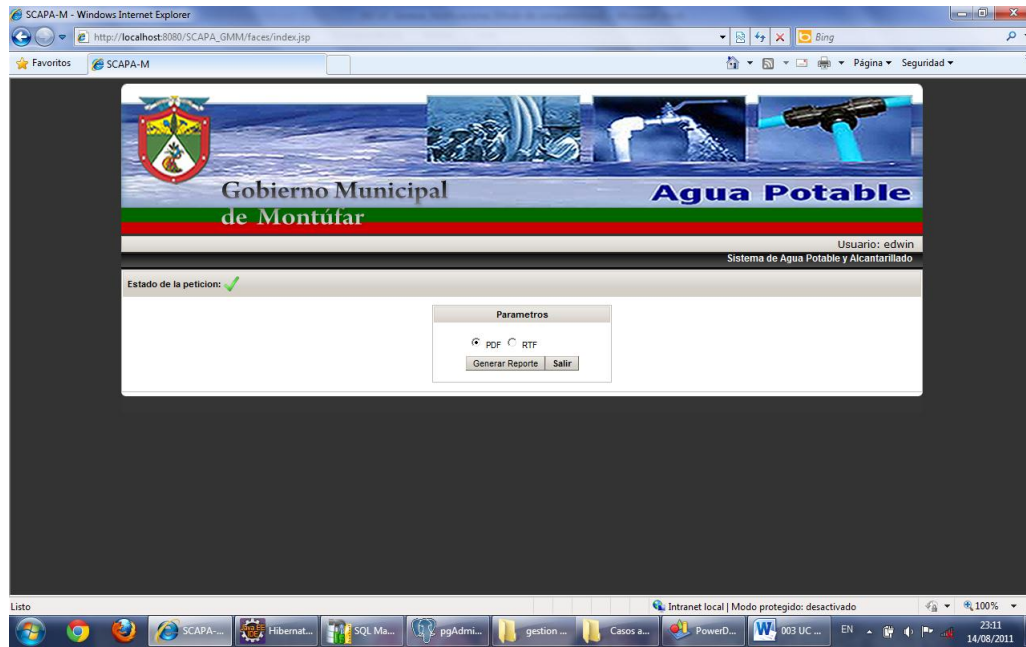 SCAPA-M - Windows Internet Explorer
http://localhost:8080/SCAPA_GMM/faces/index.jsp
Bing
Favoritos
SCAPA-M
Página
Seguridad
Gobierno Municipal
de Montúfar
Agua Potable
Usuario: edwin
Sistema de Agua Potable y Alcantarillado
Estado de la peticion:
Parametros
PDF
RTF
Generar Reporte
Salir
Listo
Intranet local | Modo protegido: desactivado
100%
SCAPA-...
Hibernat...
SQL Ma...
pgAdmi...
gestion ...
Casos a...
PowerD...
003 UC ...
EN
23:11
14/08/2011